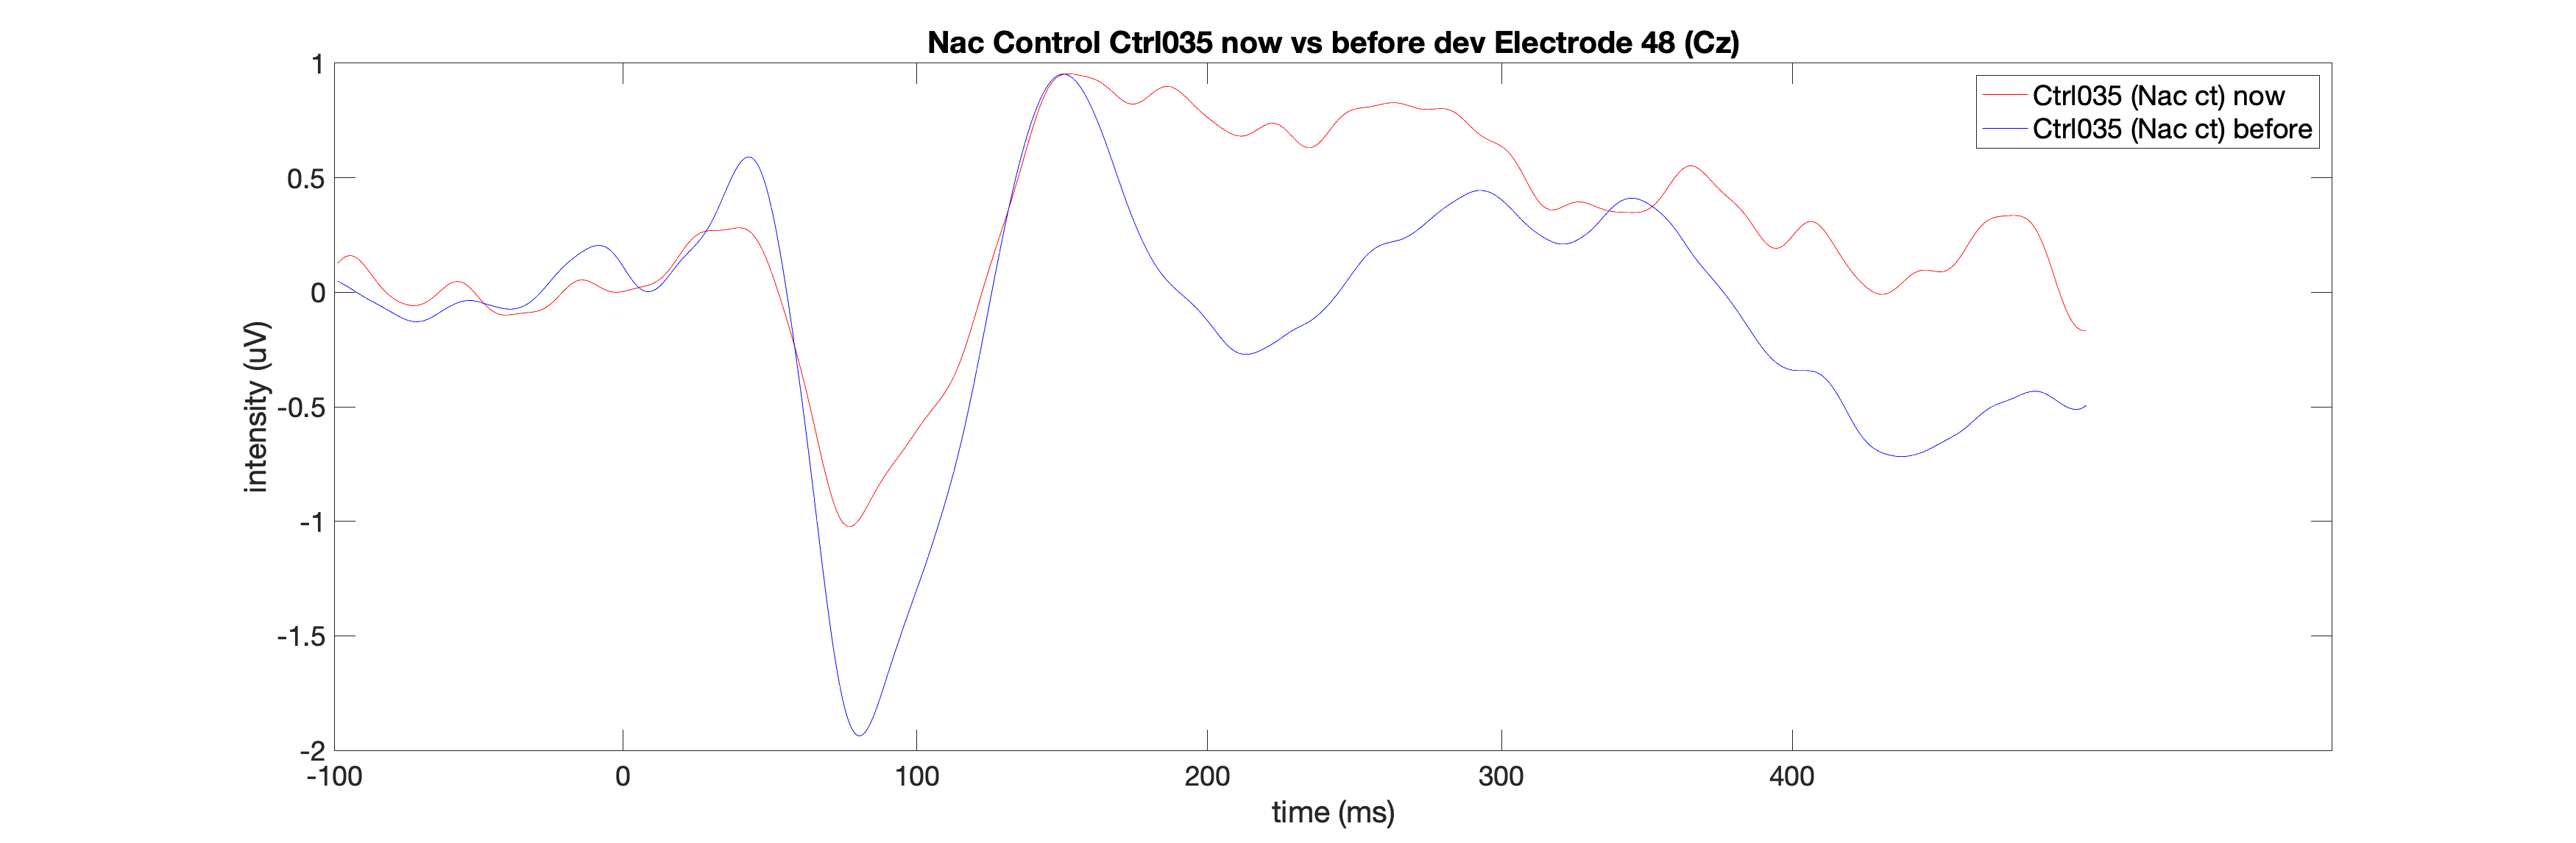 Nac Control Ctrl035 now vs before dev Electrode 48 (Cz)
Ctrl035 (Nac ct) now
Ctrl035 (Nac ct) before
intensity (uV)
1
0.5
0
-0.5
-1
-1.5
-2
-100 0 100 200 300 400
time (ms)